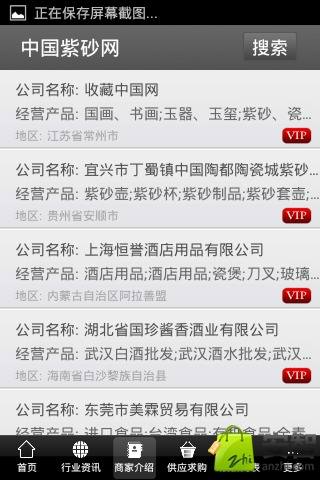 正在保存屏幕截图...
中国紫砂网
搜索
公司名称: 收藏中国网
经营产品: 国画、书画;玉器、玉玺;紫砂、瓷...
地区: 江苏省常州市
VIP
公司名称: 宜兴市丁蜀镇中国陶都陶瓷城紫砂...
经营产品: 紫砂壶;紫砂杯;紫砂制品;紫砂套壶;...
地区: 贵州省安顺市
VIP
公司名称: 上海恒誉酒店用品有限公司
经营产品: 酒店用品;酒店用品;瓷煲;刀叉;玻璃...
地区: 内蒙古自治区阿拉善盟
VIP
公司名称: 湖北省国珍酱香酒业有限公司
经营产品: 武汉白酒批发;武汉酒水批发;武...
地区: 海南省白沙黎族自治县
VIP
公司名称: 东莞市美霖贸易有限公司
经营产品: 进口食品;台湾食品;有机食品;全素
首页
行业资讯
商家介绍
供应求购
表
更多
zhi